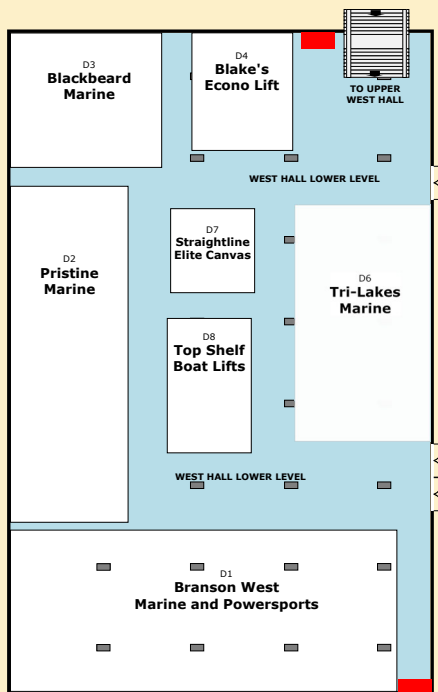 D3
Blackbeard
Marine
D4
Blake's
Econo Lift
TO UPPER
WEST HALL
WEST HALL LOWER LEVEL
D2
Pristine
Marine
D7
Straightline
Elite Canvas
D6
Tri-Lakes
Marine
D8
Top Shelf
Boat Lifts
WEST HALL LOWER LEVEL
D1
Branson West
Marine and Powersports